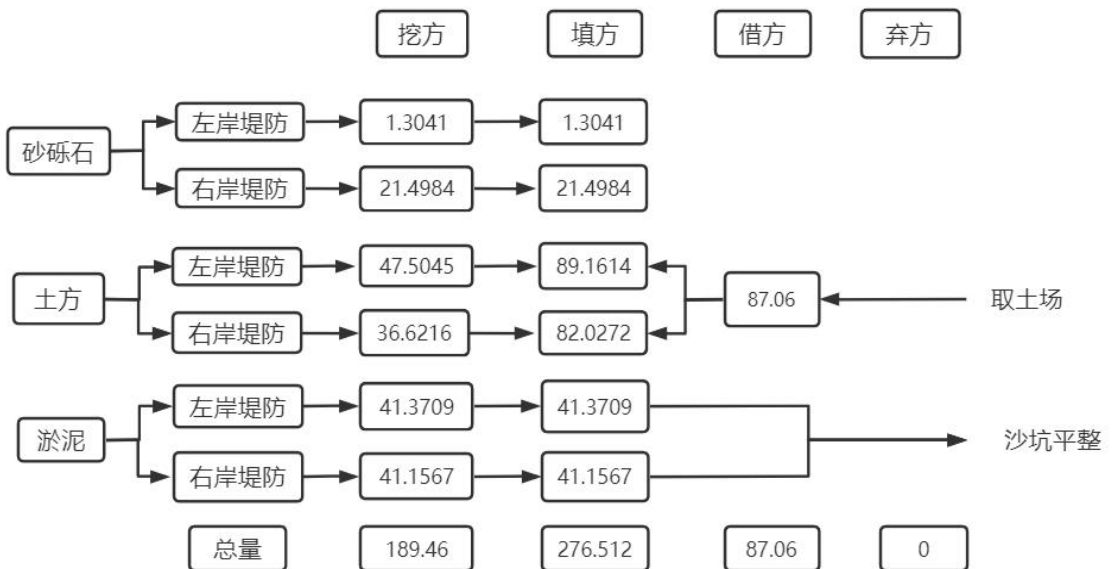 挖方 填方 借方 弃方
砂砾石
左岸堤防 1.3041 1.3041
右岸堤防 21.4984 21.4984
土方
左岸堤防 47.5045 89.1614
87.06 取土场
右岸堤防 36.6216 82.0272
淤泥
左岸堤防 41.3709 41.3709
沙坑平整
右岸堤防 41.1567 41.1567
总量 189.46 276.512 87.06 0